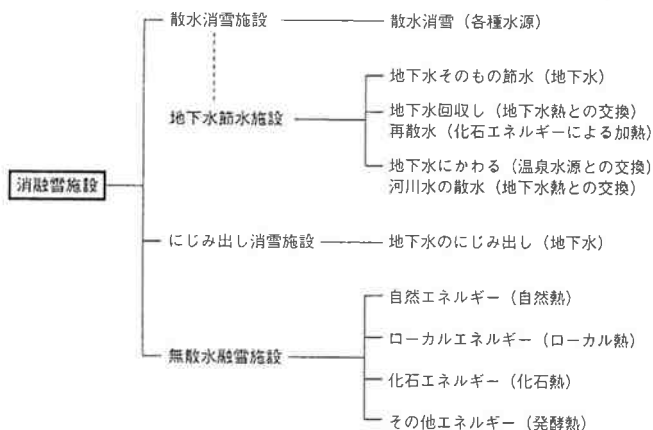 散水消雪施設
散水消雪（各種水源）
地下水そのもの節水（地下水）
地下水節水施設
地下水回収し（地下水熱との交換）
再散水（化石エネルギーによる加熱）
地下水にかわる（温泉水源との交換）
河川水の散水（地下水熱との交換）
消融雪施設
にじみ出し消雪施設
地下水のにじみ出し（地下水）
自然エネルギー（自然熱）
ローカルエネルギー（ローカル熱）
無散水融雪施設
化石エネルギー（化石熱）
その他エネルギー（発酵熱）